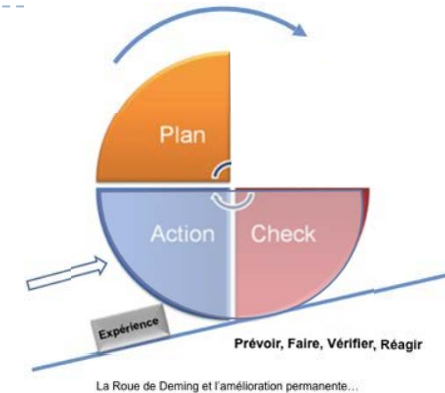 Plan
Action Check
Expérience
Prévoir, Faire, Vérifier, Réagir
La Roue de Deming et l'amélioration permanente…